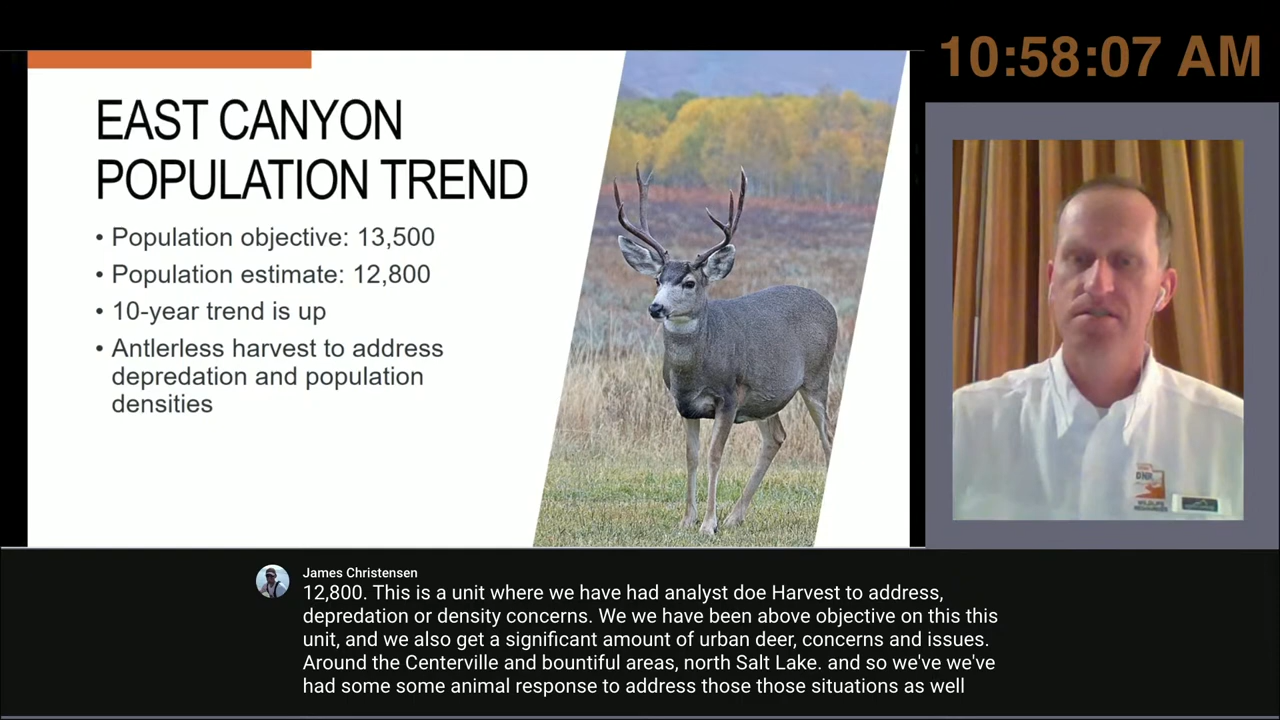 10:58:07 AM
EAST CANYON
POPULATION TREND
• Population objective: 13,500
• Population estimate: 12,800
• 10-year trend is up
• Antlerless harvest to address
depredation and population
densities
DNR
WILDLIFE
RESOURCES
James Christensen
12,800. This is a unit where we have had analyst doe Harvest to address,
depredation or density concerns. We we have been above objective on this this
unit, and we also get a significant amount of urban deer, concerns and issues.
Around the Centerville and bountiful areas, north Salt Lake. and so we've we've
had some some animal response to address those those situations as well